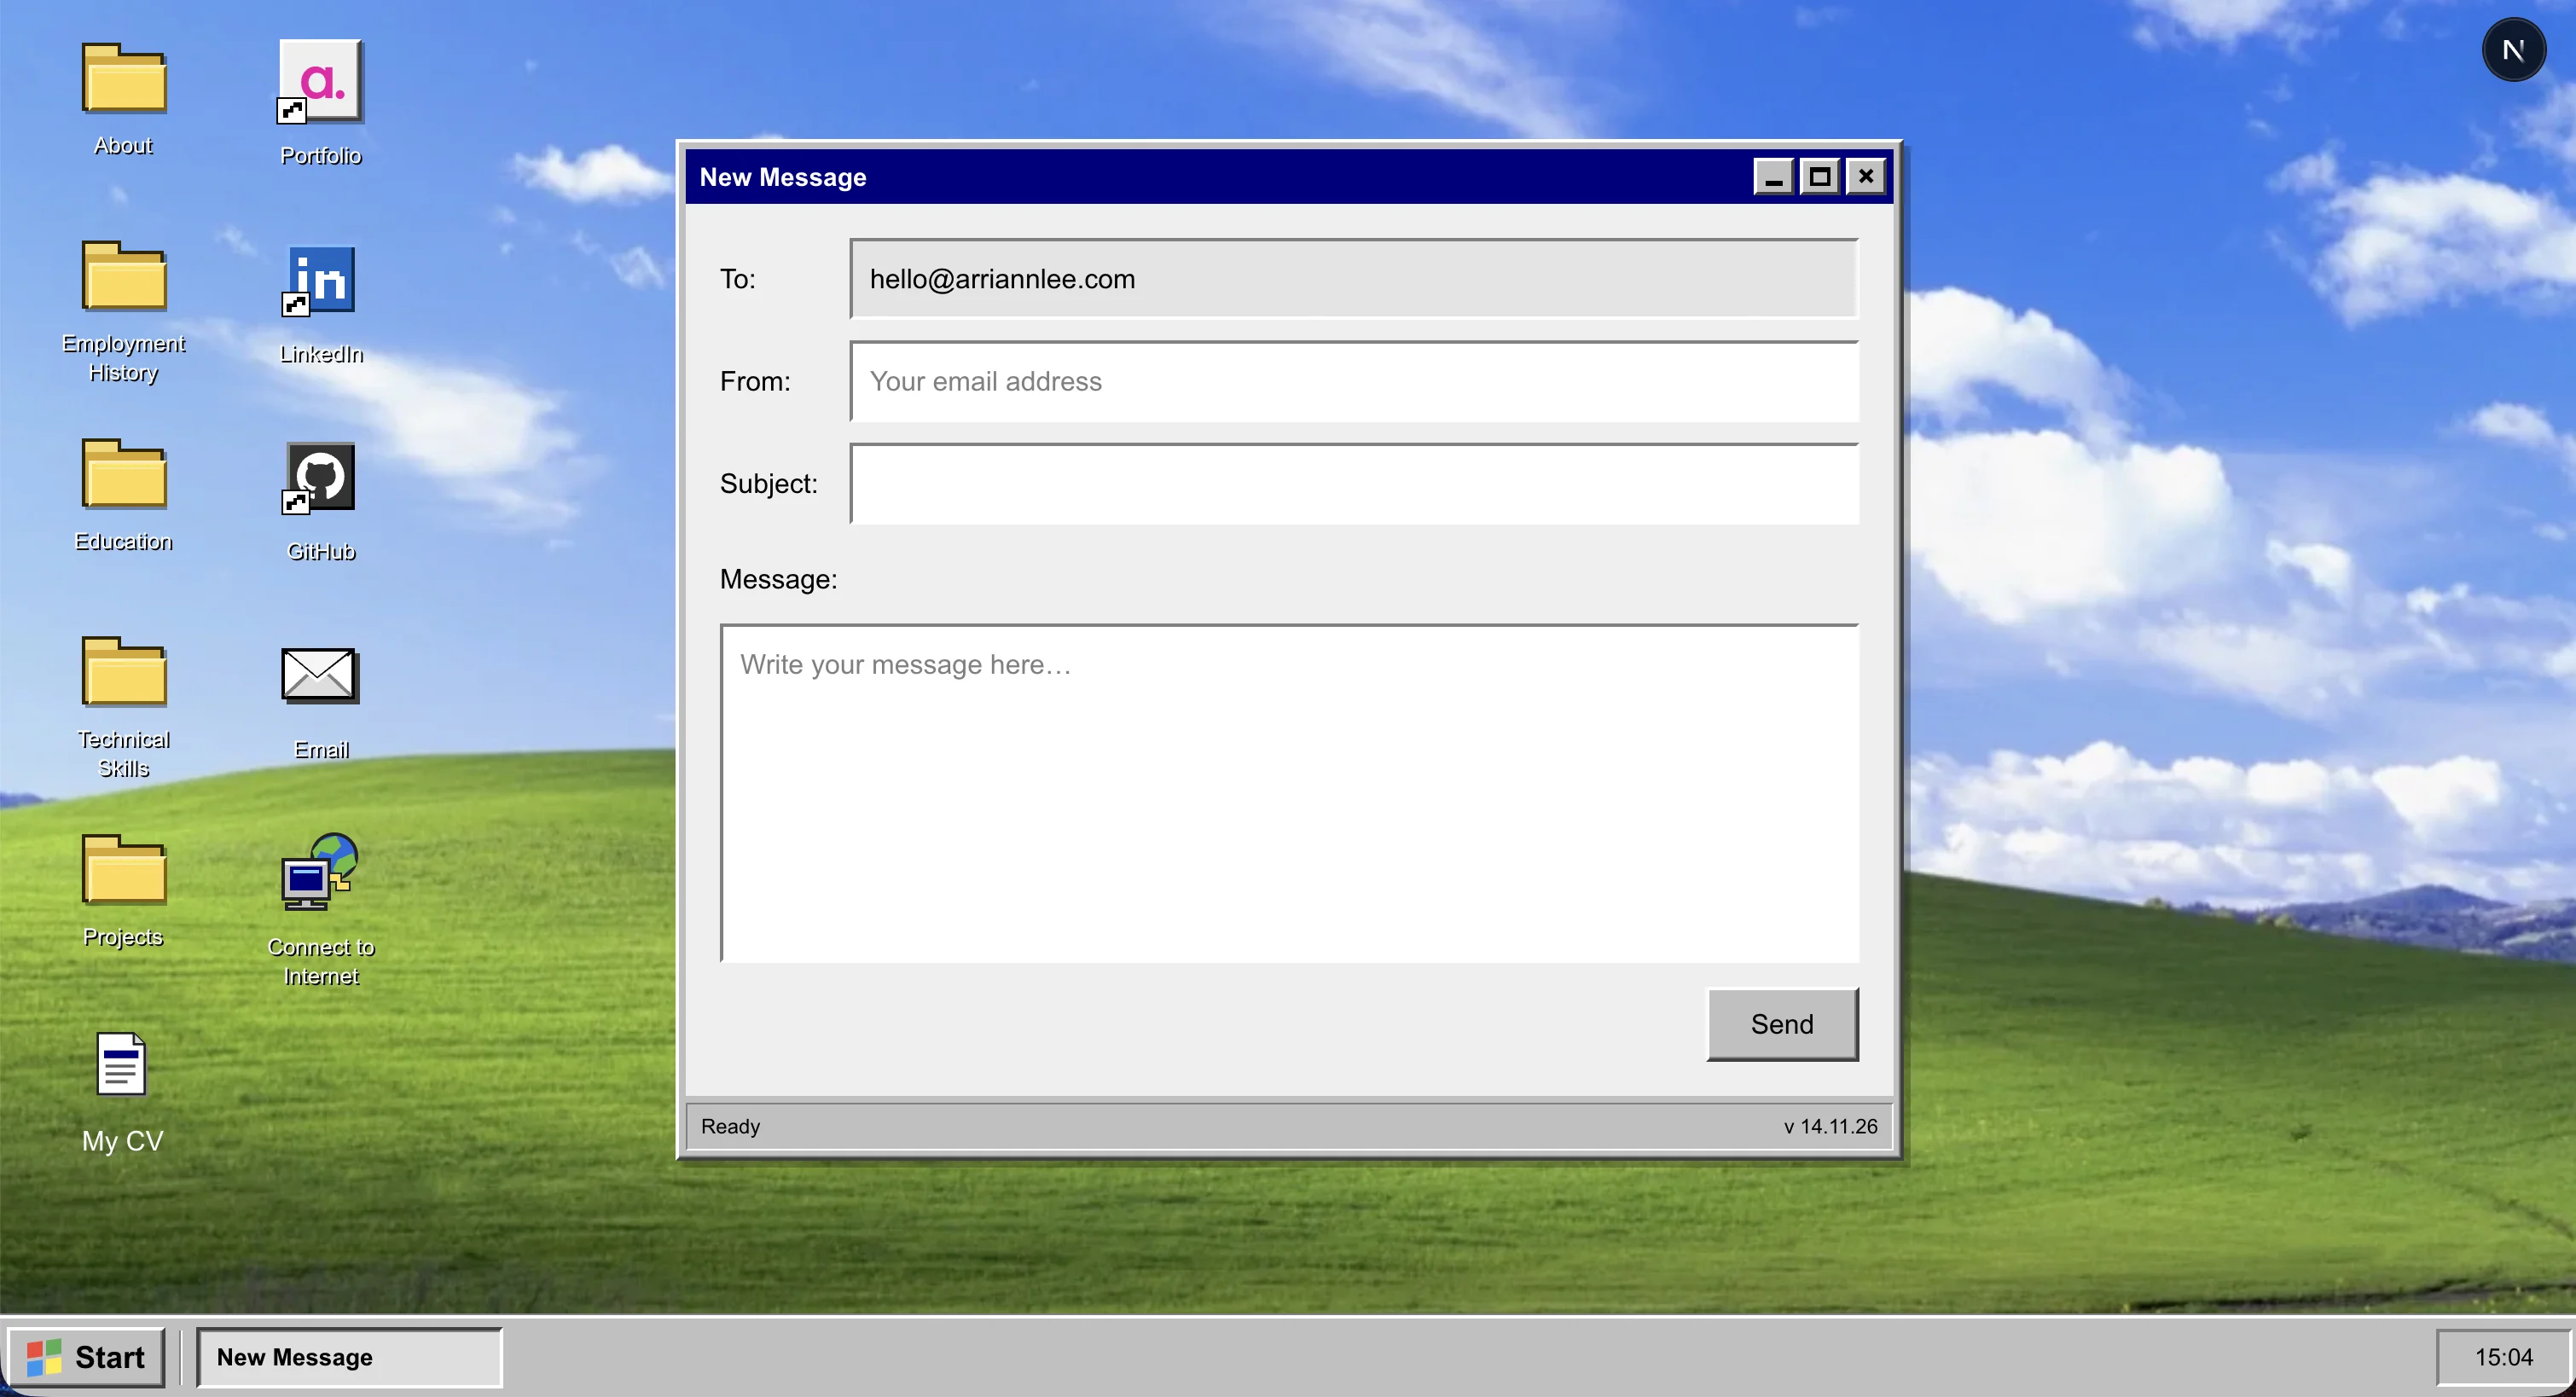 About
a.
Portfolio
Employment
History
in
LinkedIn
Education
GitHub
Technical
Skills
Email
Projects
Connect to
Internet
My CV
N
New Message
To:
hello@arriannlee.com
From:
Your email address
Subject:
Message:
Write your message here…
Send
Ready
v 14.11.26
Start
New Message
15:04